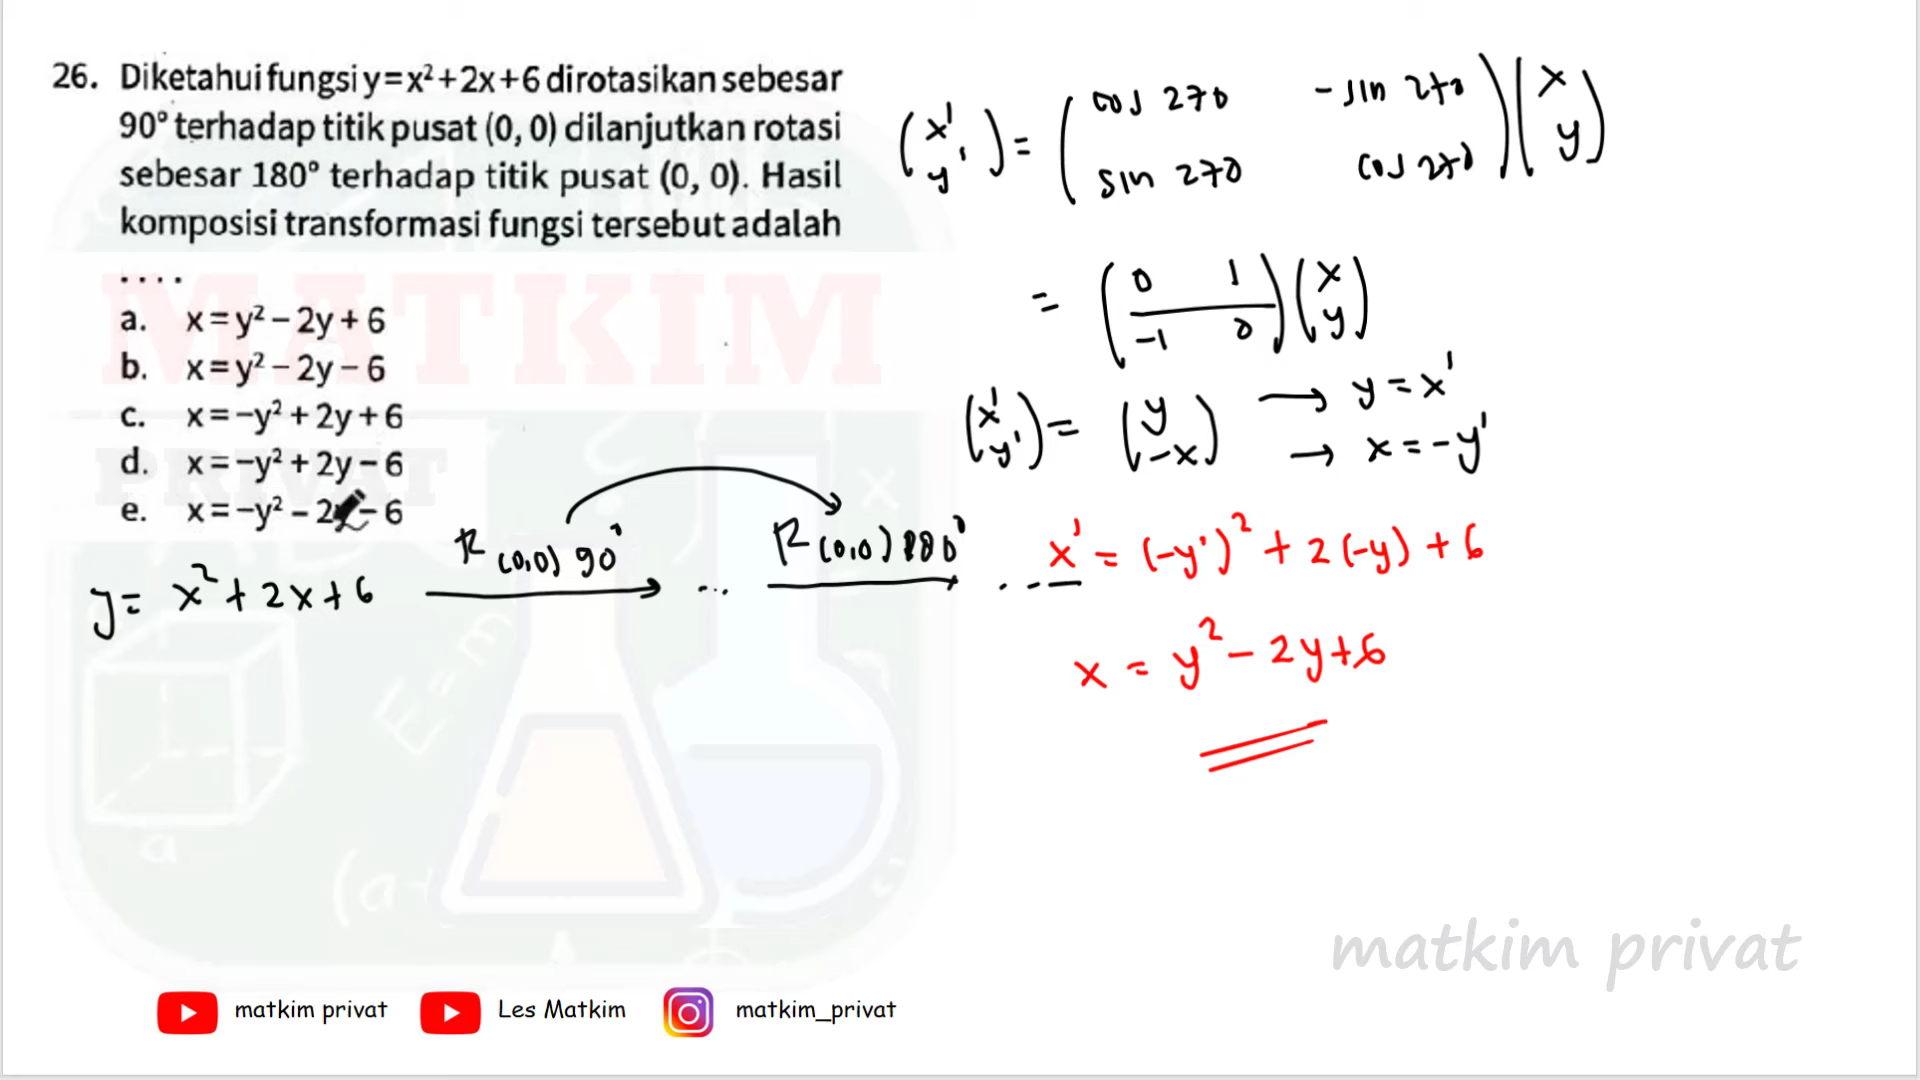 26. Diketahui fungsi y=x²+2x+6 dirotasikan sebesar
90° terhadap titik pusat (0, 0) dilanjutkan rotasi
sebesar 180° terhadap titik pusat (0, 0). Hasil
komposisi transformasi fungsi tersebut adalah
....
a. x=y²−2y+6
b. x=y²−2y−6
c. x=−y²+2y+6
d. x=−y²+2y−6
e. x=−y²−2 −6
y = x²+2x+6 R(0,0) 90° → ... R(0,0) 180° → ...
(x' y') = (cos 270 -sin 270 sin 270 cos 270)(x y)
= (0 1 -1 0)(x y)
(x' y') = (y -x) → y = x'
→ x = -y'
x' = (-y')² + 2(-y) + 6
x = y² - 2y+6
MATKIM
PRIVAT
E=m
a
(a+
x
matkim privat
matkim privat Les Matkim matkim_privat